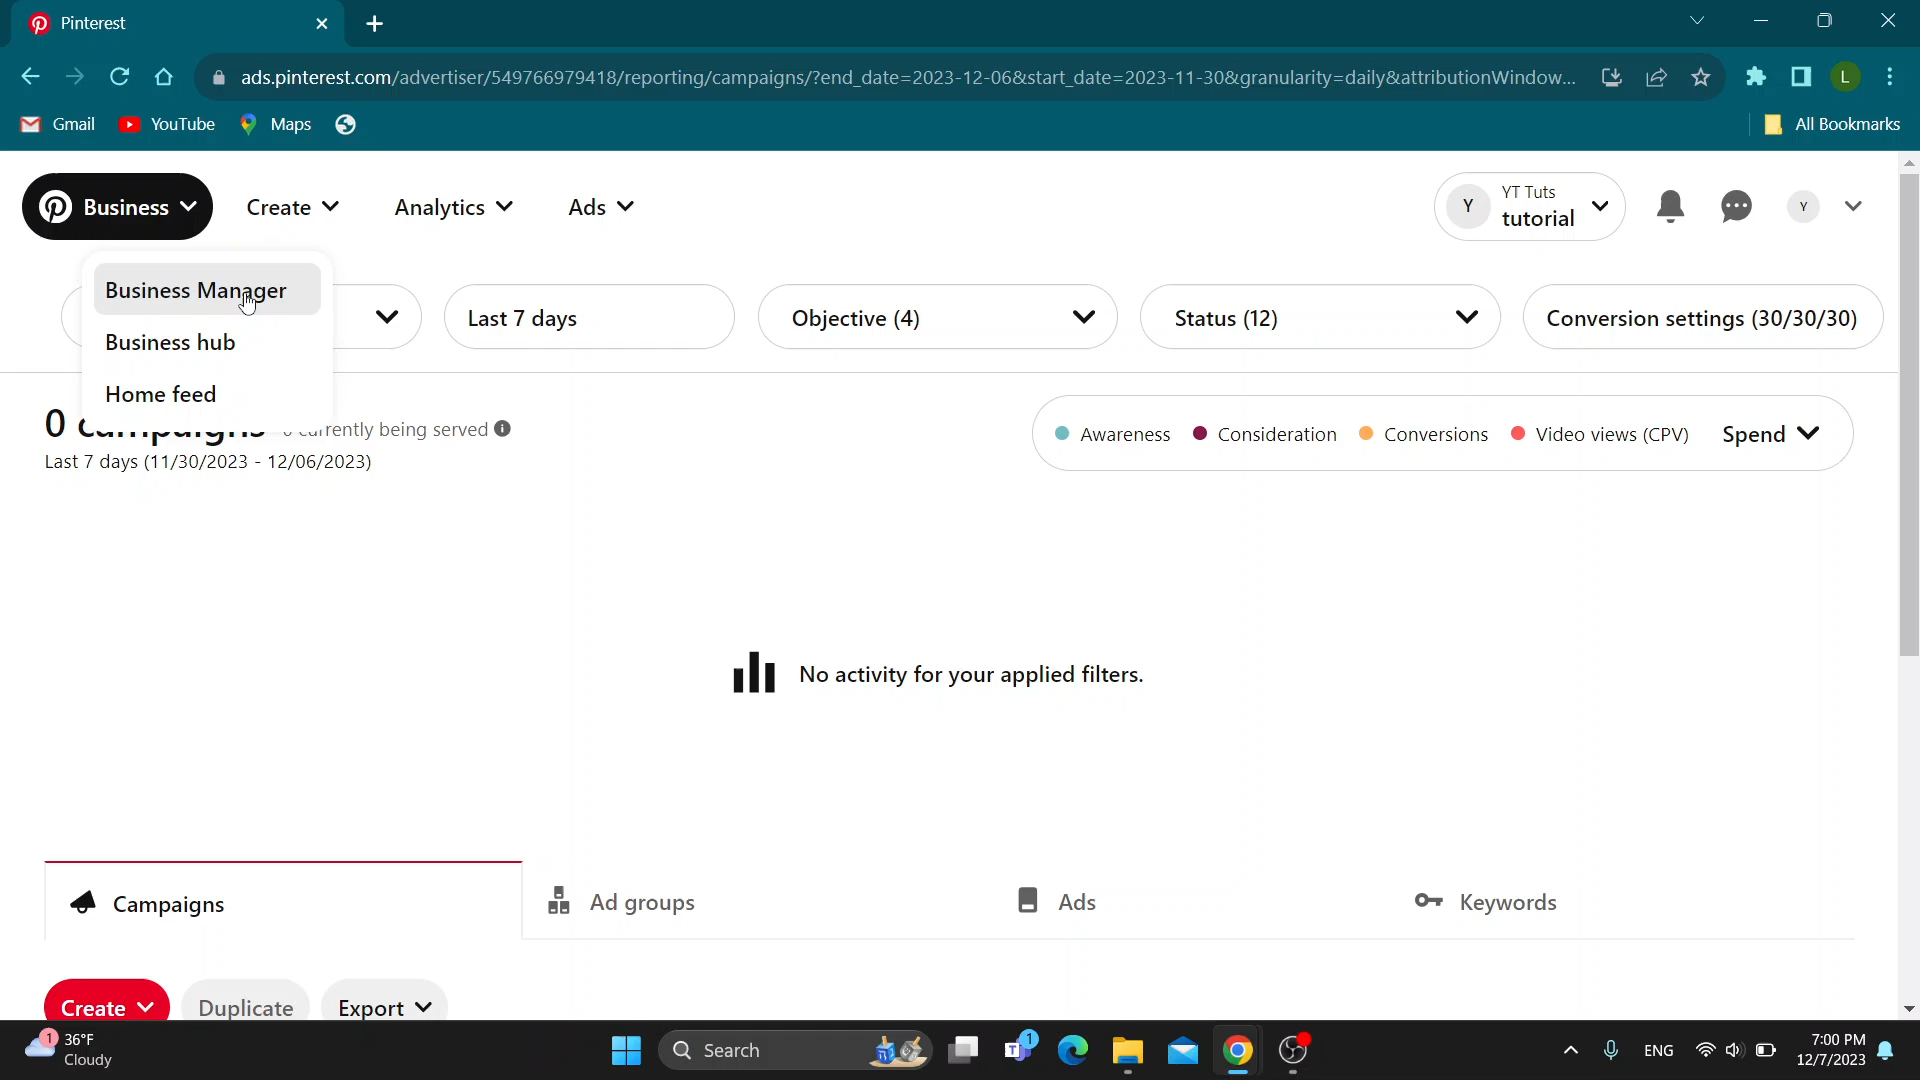 Pinterest
ads.pinterest.com/advertiser/549766979418/reporting/campaigns/?end_date=2023-12-06&start_date=2023-11-30&granularity=daily&attributionWindow...
L
Gmail YouTube Maps All Bookmarks
Business Create Analytics Ads
Y YT Tuts
tutorial
Y
Business Manager
Business hub
Home feed
Last 7 days Objective (4) Status (12) Conversion settings (30/30/30)
0 campaigns 0 currently being served
Last 7 days (11/30/2023 - 12/06/2023)
Awareness Consideration Conversions Video views (CPV) Spend
No activity for your applied filters.
Campaigns Ad groups Ads Keywords
Create Duplicate Export
1 36°F
Cloudy
Search
T 1
ENG
7:00 PM
12/7/2023